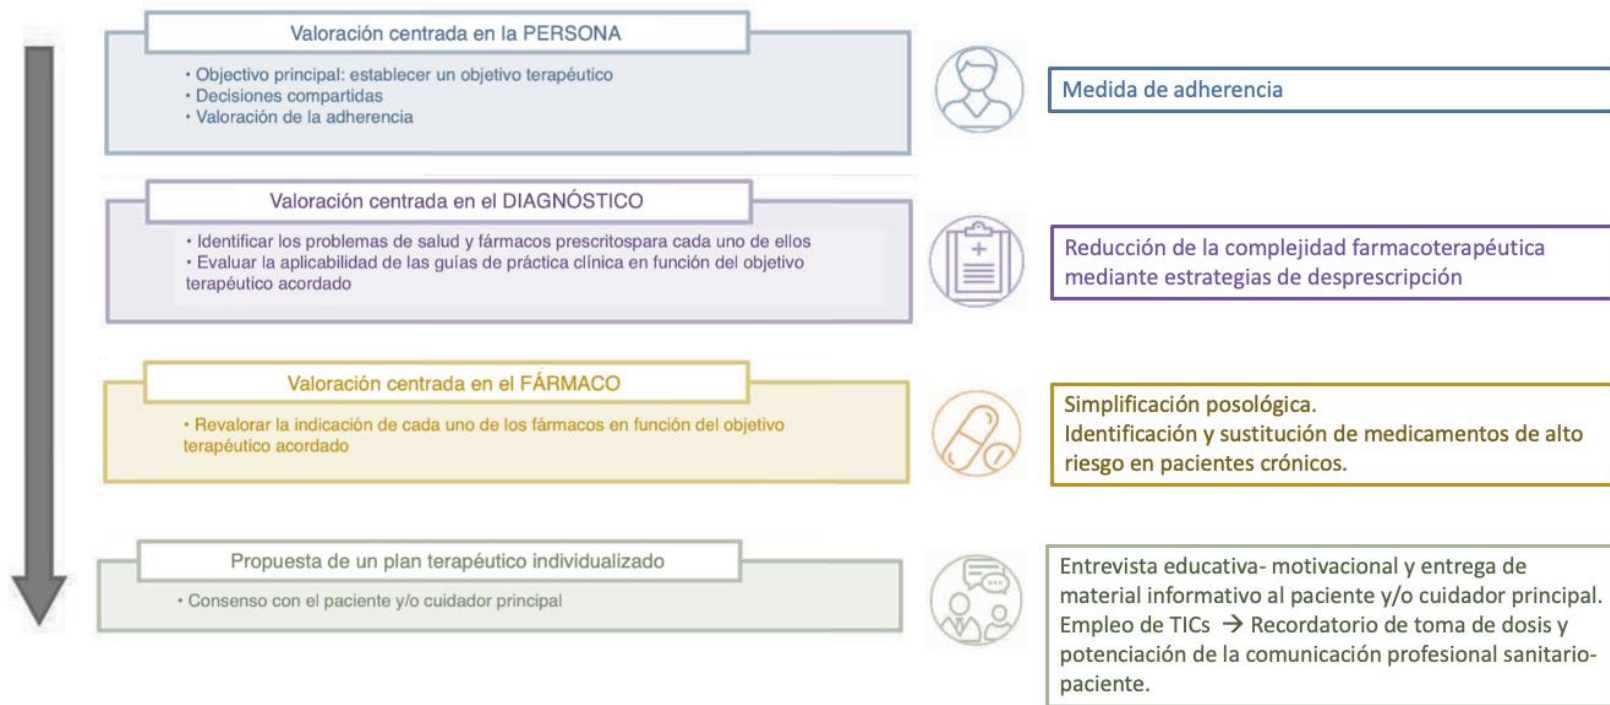 Valoración centrada en la PERSONA
• Objectivo principal: establecer un objetivo terapéutico
• Decisiones compartidas
• Valoración de la adherencia
Medida de adherencia
Valoración centrada en el DIAGNÓSTICO
• Identificar los problemas de salud y fármacos prescritospara cada uno de ellos
• Evaluar la aplicabilidad de las guías de práctica clínica en función del objetivo
terapéutico acordado
Reducción de la complejidad farmacoterapéutica
mediante estrategias de desprescripción
Valoración centrada en el FÁRMACO
• Revalorar la indicación de cada uno de los fármacos en función del objetivo
terapéutico acordado
Simplificación posológica.
Identificación y sustitución de medicamentos de alto
riesgo en pacientes crónicos.
Propuesta de un plan terapéutico individualizado
• Consenso con el paciente y/o cuidador principal
Entrevista educativa- motivacional y entrega de
material informativo al paciente y/o cuidador principal.
Empleo de TICs → Recordatorio de toma de dosis y
potenciación de la comunicación profesional sanitario-
paciente.